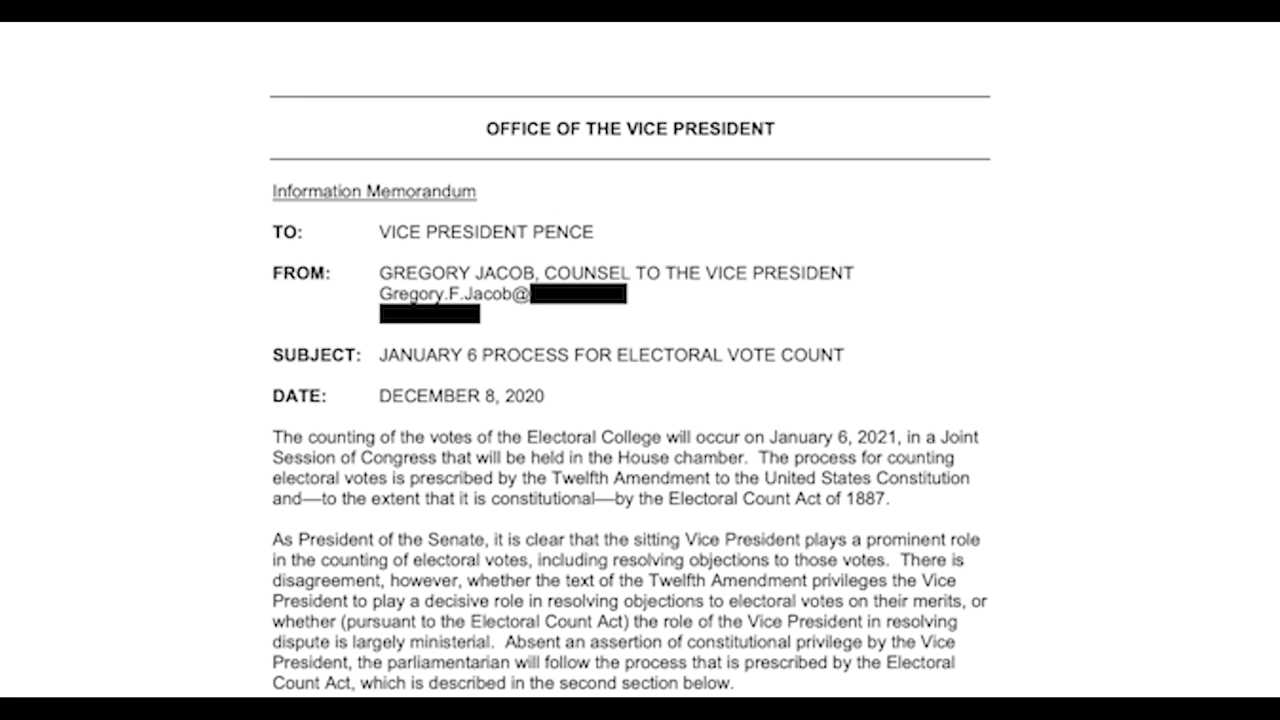 OFFICE OF THE VICE PRESIDENT
Information Memorandum
TO: VICE PRESIDENT PENCE
FROM: GREGORY JACOB, COUNSEL TO THE VICE PRESIDENT
Gregory.F.Jacob@
SUBJECT: JANUARY 6 PROCESS FOR ELECTORAL VOTE COUNT
DATE: DECEMBER 8, 2020
The counting of the votes of the Electoral College will occur on January 6, 2021, in a Joint
Session of Congress that will be held in the House chamber. The process for counting
electoral votes is prescribed by the Twelfth Amendment to the United States Constitution
and—to the extent that it is constitutional—by the Electoral Count Act of 1887.
As President of the Senate, it is clear that the sitting Vice President plays a prominent role
in the counting of electoral votes, including resolving objections to those votes. There is
disagreement, however, whether the text of the Twelfth Amendment privileges the Vice
President to play a decisive role in resolving objections to electoral votes on their merits, or
whether (pursuant to the Electoral Count Act) the role of the Vice President in resolving
dispute is largely ministerial. Absent an assertion of constitutional privilege by the Vice
President, the parliamentarian will follow the process that is prescribed by the Electoral
Count Act, which is described in the second section below.